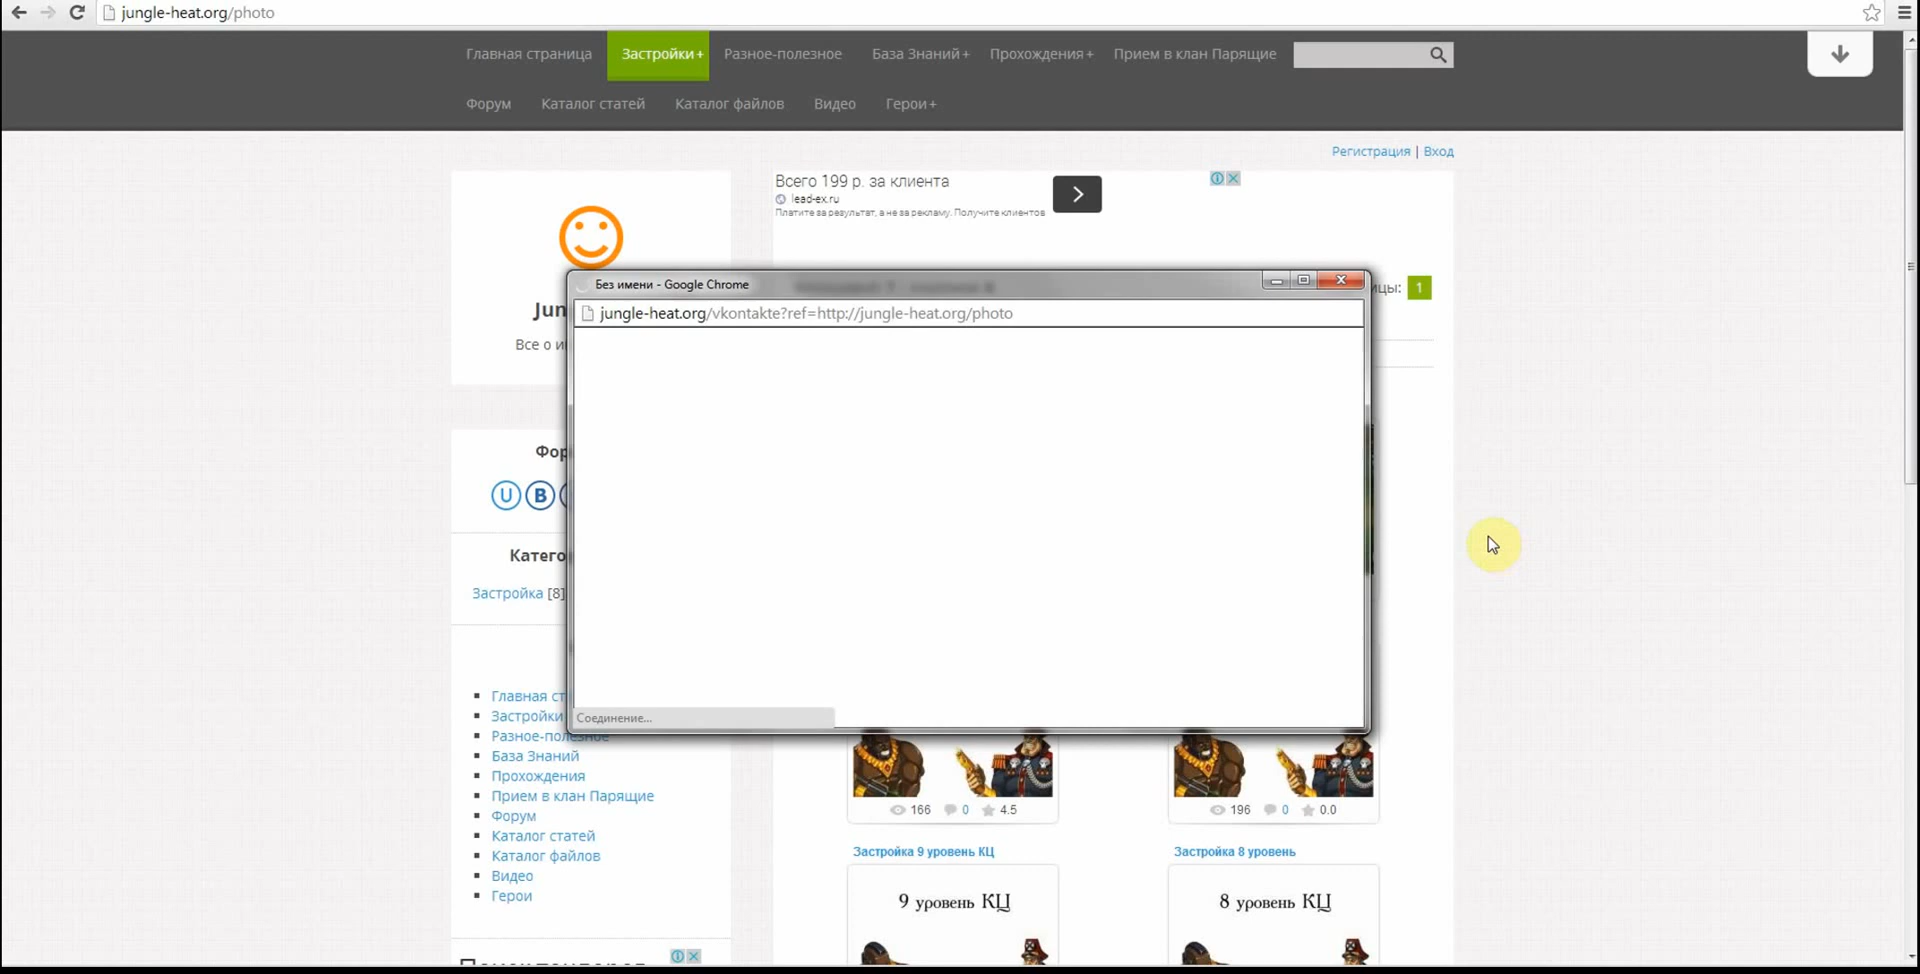 jungle-heat.org/photo
Главная страница
Застройки+
Разное-полезное
База Знаний+
Прохождения+
Прием в клан Парящие
Форум
Каталог статей
Каталог файлов
Видео
Герои+
Регистрация | Вход
Всего 199 р. за клиента
lead-ex.ru
Платите за результат, а не за рекламу. Получите клиентов
Без имени - Google Chrome
jungle-heat.org/vkontakte?ref=http://jungle-heat.org/photo
цы: 1
Jun
Все о и
Фор
U B
Катего
Застройка [8]
Соединение...
Главная ст
Застройки
Разное-полезное
База Знаний
Прохождения
Прием в клан Парящие
Форум
Каталог статей
Каталог файлов
Видео
Герои
166 0 4.5
196 0 0.0
Застройка 9 уровень КЦ
Застройка 8 уровень
9 уровень КЦ
8 уровень КЦ